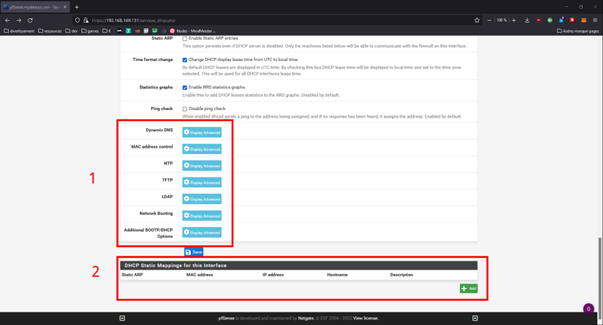 pfSense.mydesays.com - Servi
https://192.168.169.131/services_dhcp.php
100 %
divertissement ressources dev games Nodes - MindMeister ... Autres marque-pages
Static ARP Enable Static ARP entries
This option persists even if DHCP server is disabled. Only the machines listed below will be able to communicate with the firewall on this interface.
Time format change Change DHCP display lease time from UTC to local time
By default DHCP leases are displayed in UTC time. By checking this box DHCP lease time will be displayed in local time and set to the time zone
selected. This will be used for all DHCP interfaces lease time.
Statistics graphs Enable RRD statistics graphs
Enable this to add DHCP leases statistics to the RRD graphs. Disabled by default.
Ping check Disable ping check
When enabled dhcpd sends a ping to the address being assigned, and if no response has been heard, it assigns the address. Enabled by default.
Dynamic DNS Display Advanced
MAC address control Display Advanced
NTP Display Advanced
1
TFTP Display Advanced
LDAP Display Advanced
Network Booting Display Advanced
Additional BOOTP/DHCP Display Advanced
Options
Save
2
DHCP Static Mappings for this Interface
Static ARP MAC address IP address Hostname Description
Add
pfSense is developed and maintained by Netgate. © ESF 2004 - 2022 View license.